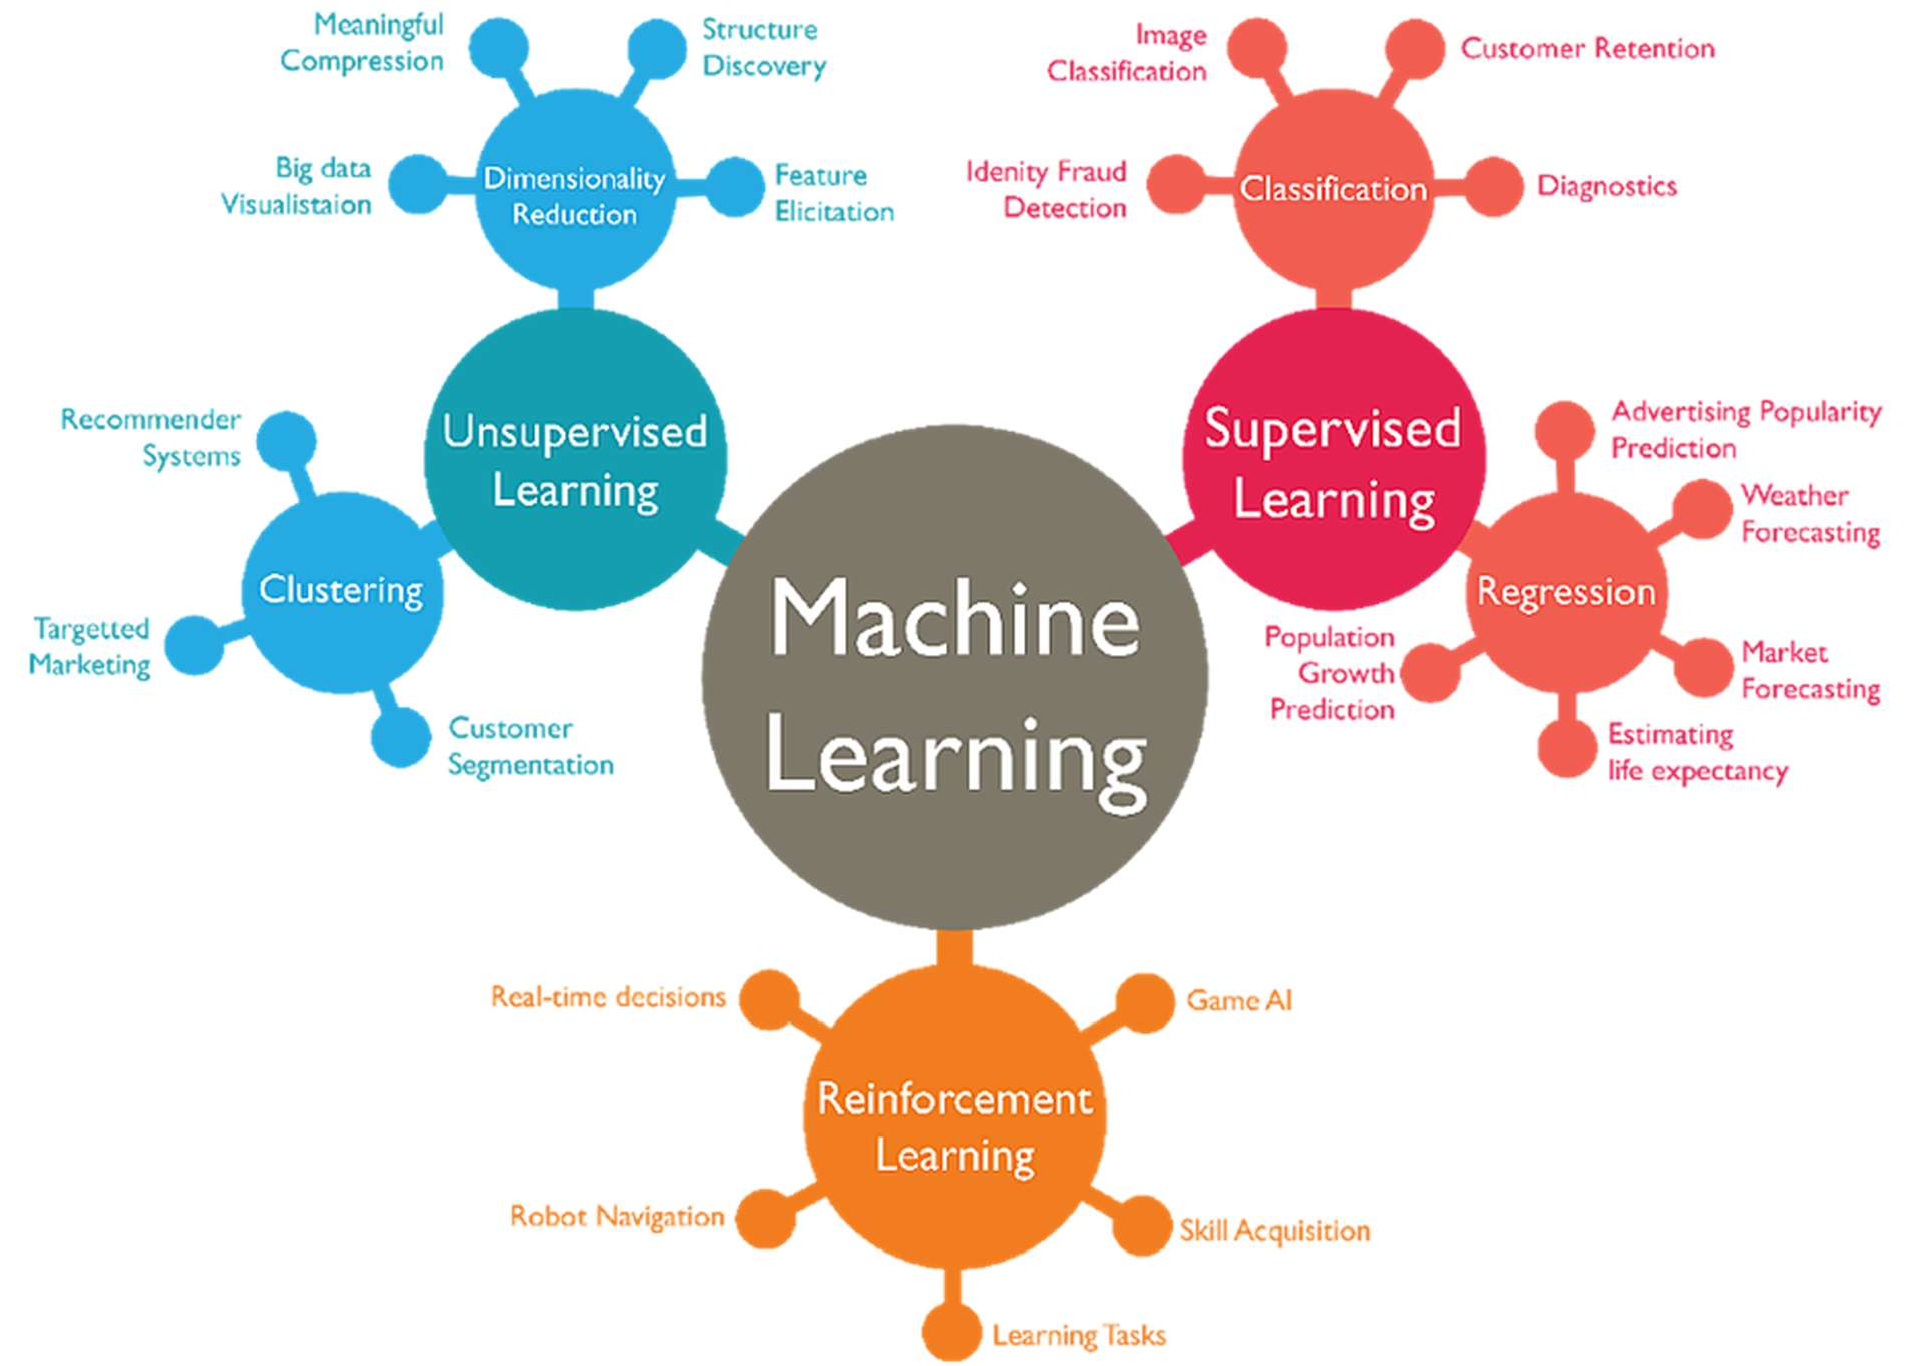 Meaningful
Compression
Structure
Discovery
Big data
Visualistaion
Dimensionality
Reduction
Feature
Elicitation
Image
Classification
Customer Retention
Idenity Fraud
Detection
Classification
Diagnostics
Unsupervised
Learning
Supervised
Learning
Recommender
Systems
Clustering
Targetted
Marketing
Customer
Segmentation
Machine
Learning
Advertising Popularity
Prediction
Weather
Forecasting
Regression
Population
Growth
Prediction
Market
Forecasting
Estimating
life expectancy
Real-time decisions
Game AI
Reinforcement
Learning
Robot Navigation
Skill Acquisition
Learning Tasks